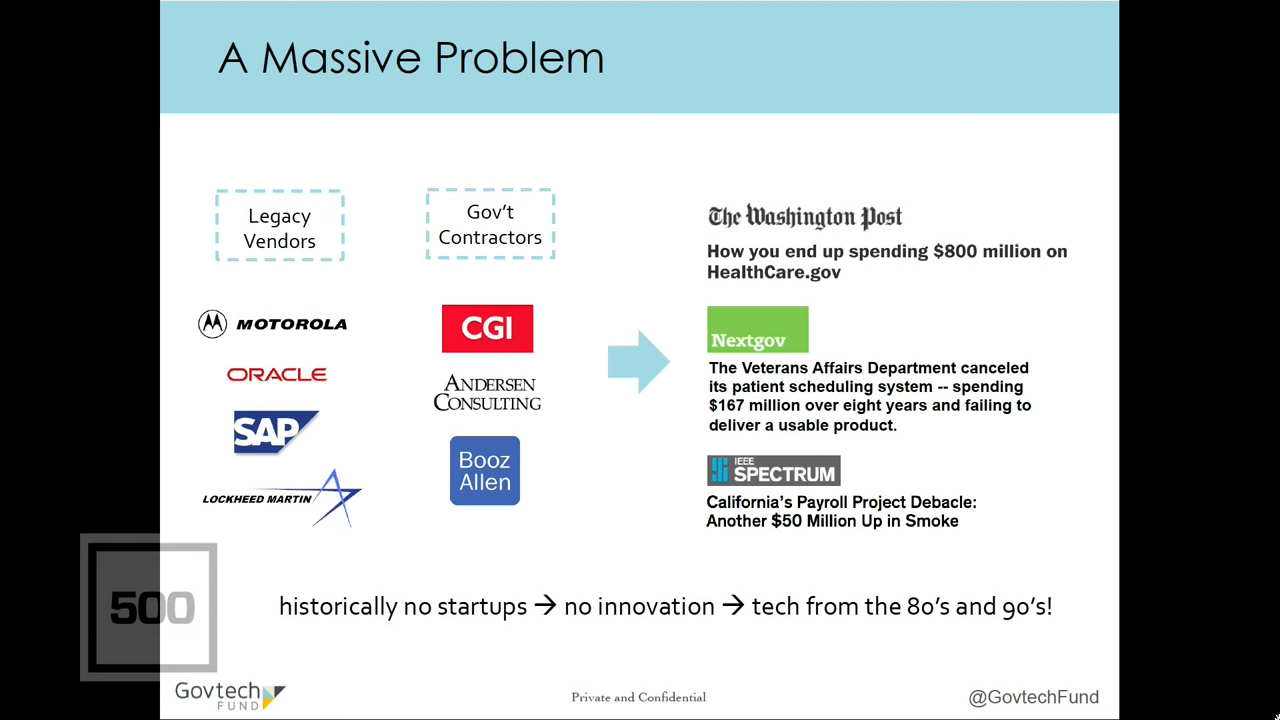 A Massive Problem
Legacy
Vendors
Gov't
Contractors
MOTOROLA
ORACLE
SAP
LOCKHEED MARTIN
CGI
ANDERSEN
CONSULTING
Booz
Allen
The Washington Post
How you end up spending $800 million on
HealthCare.gov
Nextgov
The Veterans Affairs Department canceled
its patient scheduling system -- spending
$167 million over eight years and failing to
deliver a usable product.
IEEE
SPECTRUM
California's Payroll Project Debacle:
Another $50 Million Up in Smoke
historically no startups → no innovation → tech from the 80's and 90's!
500
Govtech
FUND
Private and Confidential
@GovtechFund